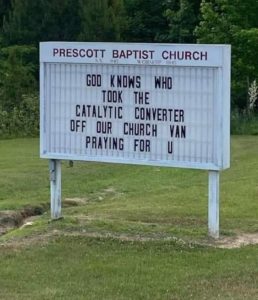 PRESCOTT BAPTIST CHURCH
GOD KNOWS WHO
TOOK THE
CATALYTIC CONVERTER
OFF OUR CHURCH VAN
PRAYING FOR U